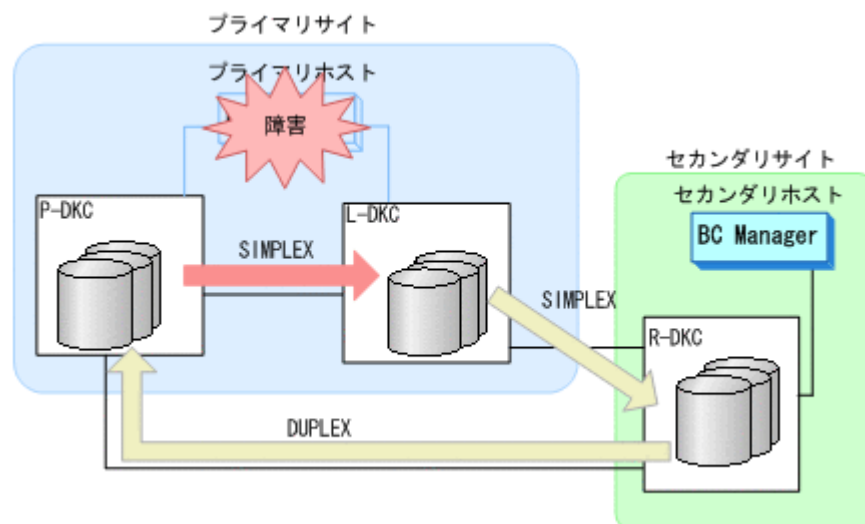 プライマリサイト
プライマリホスト
障害
セカンダリサイト
セカンダリホスト
BC Manager
P-DKC
L-DKC
SIMPLEX
SIMPLEX
R-DKC
DUPLEX